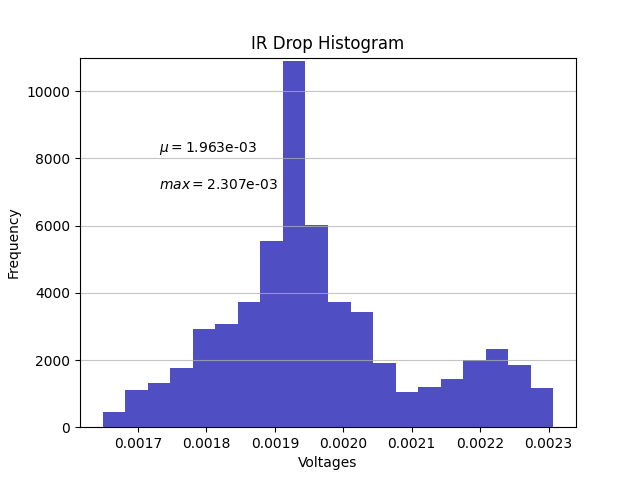 IR Drop Histogram
10000
8000
6000
4000
2000
0
Frequency
μ = 1.963e-03
max = 2.307e-03
0.0017 0.0018 0.0019 0.0020 0.0021 0.0022 0.0023
Voltages